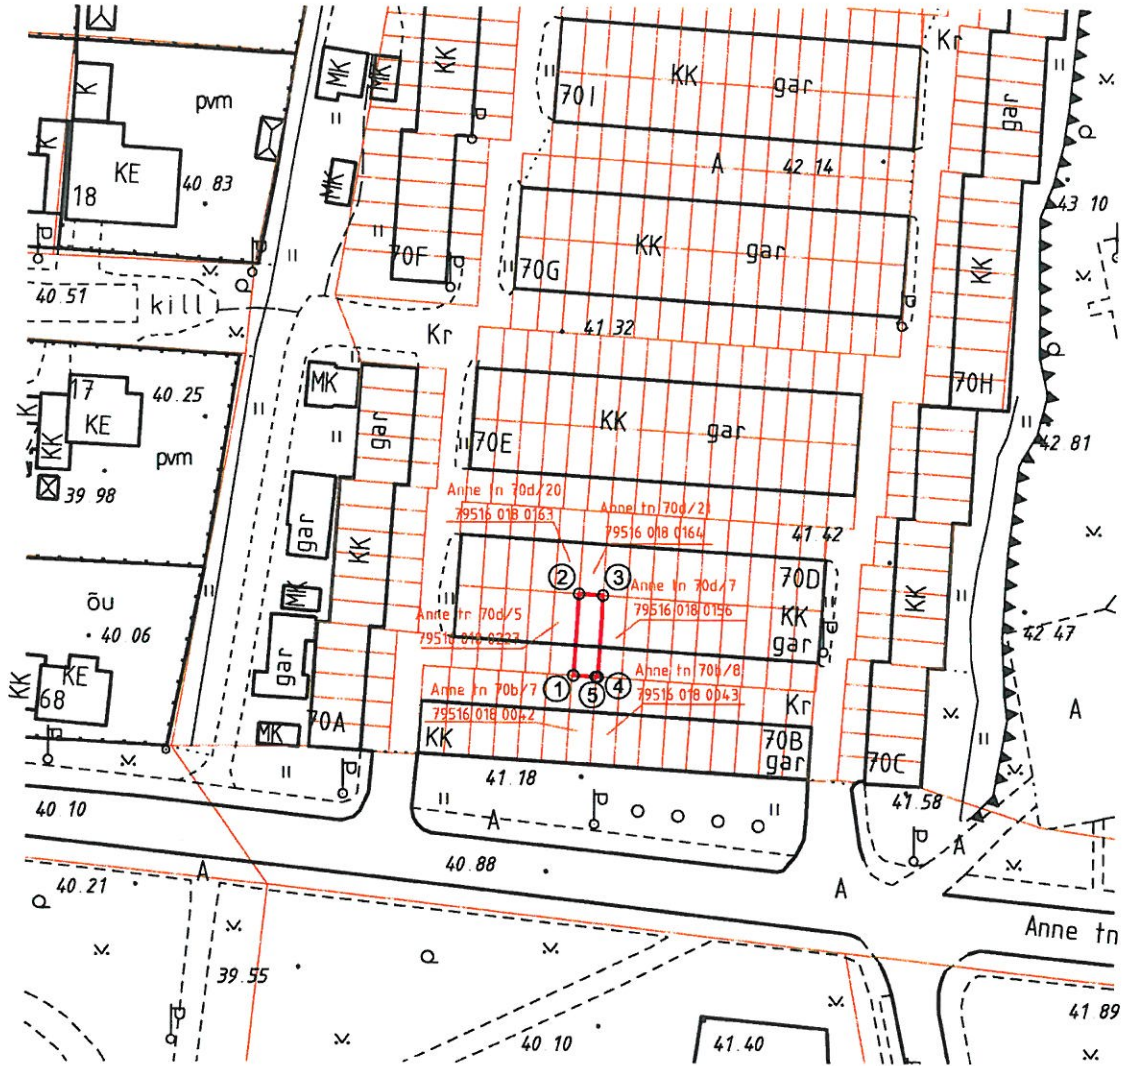 Kr
MK
MK
KK
KK
gar
70I
gar
K
pvm
K
KE
40 83
18
MK
A
42 14
43 10
70F
KK
gar
70G
KK
40.51
kill
Kr
41 32
MK
70H
17
40.25
K
KE
KK
gar
KK
gar
70E
42 81
pvm
39 98
Anne tn 70d/20
79516 018 0163
Anne tn 70d/21
79516 018 0164
41.42
gar
KK
2
3
70D
Anne tn 70d/7
79516 018 0156
KK
gar
MK
KK
õu
40 06
Anne tn 70d/5
42 47
gar
KE
KK
68
1
5
4
Anne tn 70b/8
79516 018 0043
Anne tn 70b/7
79516 018 0042
Kr
A
MK
70A
KK
70B
gar
70C
41.18
41.58
40.10
A
A
40.88
A
40.21
A
Anne tn
39.55
41.89
40 10
41.40